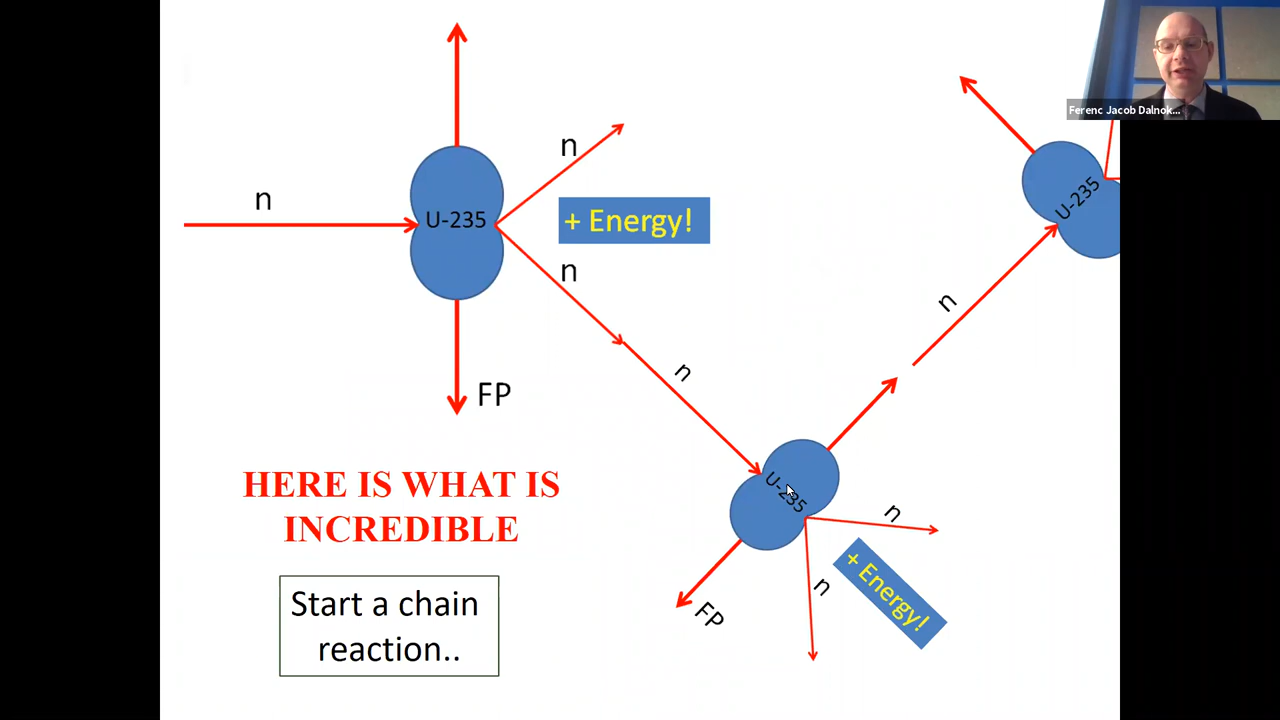 Ferenc Jacob Dalnok...
n
n
U-235
+ Energy!
n
U-235
n
n
FP
HERE IS WHAT IS
INCREDIBLE
U-235
n
n
+ Energy!
FP
Start a chain
reaction..